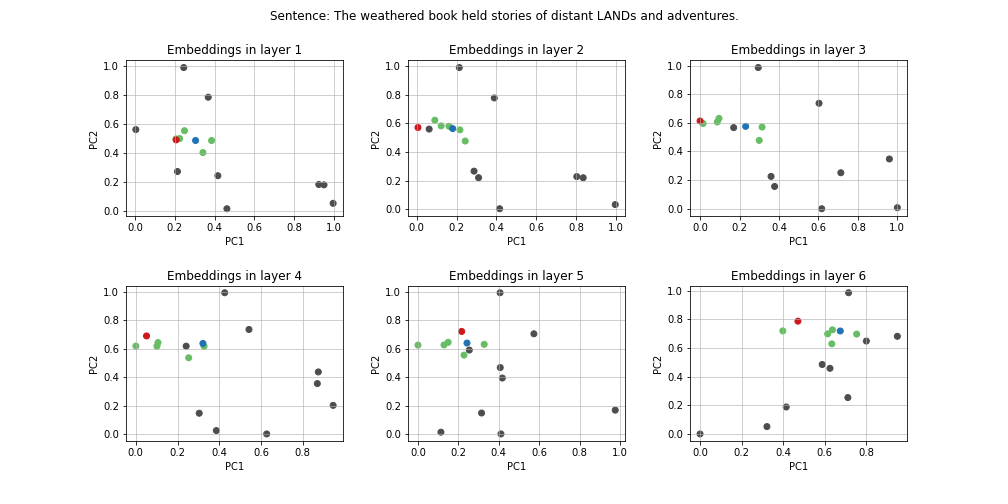 Sentence: The weathered book held stories of distant LANDs and adventures.
Embeddings in layer 1
Embeddings in layer 2
Embeddings in layer 3
1.0
0.8
0.6
0.4
0.2
0.0
PC2
0.0 0.2 0.4 0.6 0.8 1.0
PC1
1.0
0.8
0.6
0.4
0.2
0.0
PC2
0.0 0.2 0.4 0.6 0.8 1.0
PC1
1.0
0.8
0.6
0.4
0.2
0.0
PC2
0.0 0.2 0.4 0.6 0.8 1.0
PC1
Embeddings in layer 4
Embeddings in layer 5
Embeddings in layer 6
1.0
0.8
0.6
0.4
0.2
0.0
PC2
0.0 0.2 0.4 0.6 0.8
PC1
1.0
0.8
0.6
0.4
0.2
0.0
PC2
0.0 0.2 0.4 0.6 0.8 1.0
PC1
1.0
0.8
0.6
0.4
0.2
0.0
PC2
0.0 0.2 0.4 0.6 0.8
PC1